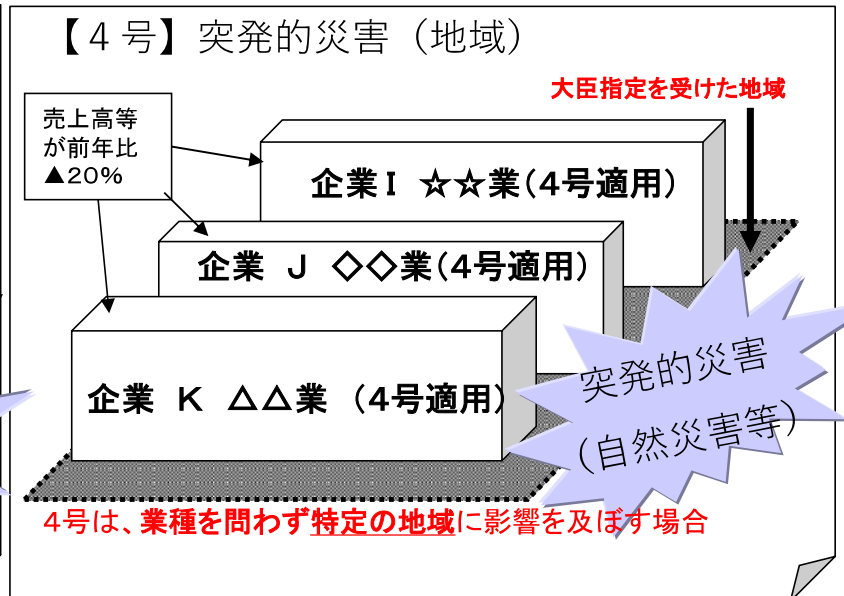 【４号】突発的災害（地域）
大臣指定を受けた地域
売上高等
が前年比
▲20%
企業Ｉ ☆☆業（4号適用）
企業 Ｊ ◇◇業（4号適用）
企業 Ｋ △△業 （4号適用）
突発的災害
（自然災害等）
4号は、業種を問わず特定の地域に影響を及ぼす場合